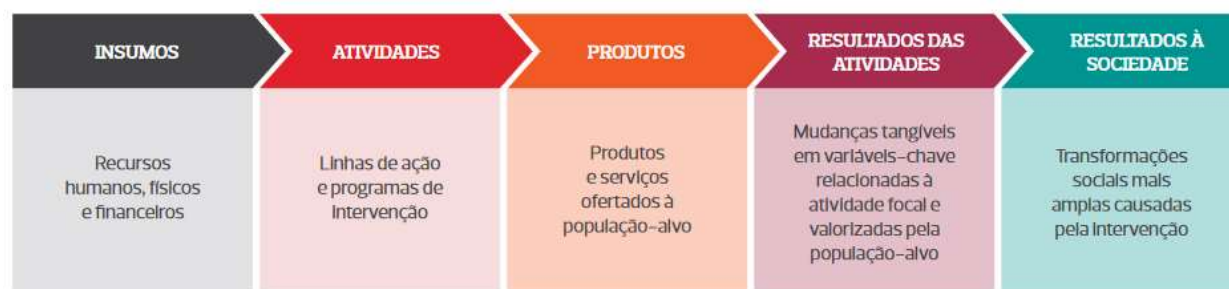 INSUMOS
ATIVIDADES
PRODUTOS
RESULTADOS DAS
ATIVIDADES
RESULTADOS À
SOCIEDADE
Recursos
humanos, físicos
e financeiros
Linhas de ação
e programas de
Intervenção
Produtos
e serviços
ofertados à
população-alvo
Mudanças tangíveis
em variáveis-chave
relacionadas à
atividade focal e
valorizadas pela
população-alvo
Transformações
sociais mais
amplas causadas
pela Intervenção